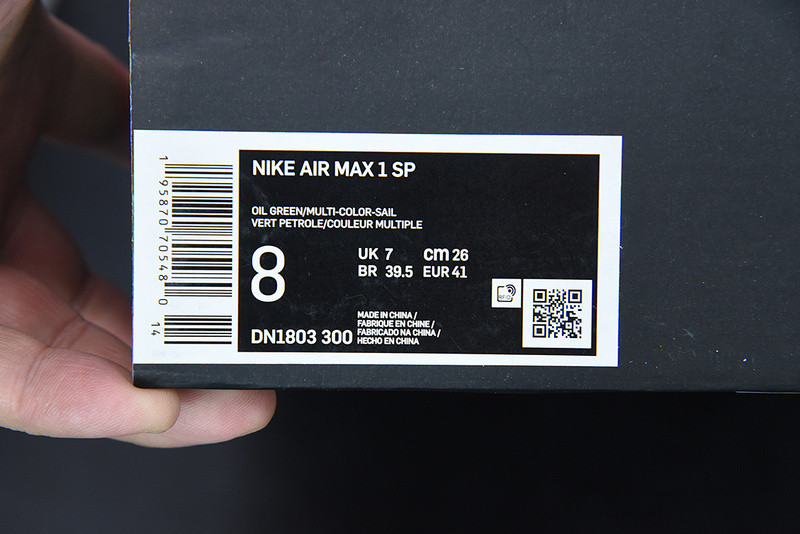 NIKE AIR MAX 1 SP
OIL GREEN/MULTI-COLOR-SAIL
VERT PETROLE/COULEUR MULTIPLE
8
UK 7 cm 26
BR 39.5 EUR 41
RFID
DN1803 300
MADE IN CHINA /
FABRIQUE EN CHINE /
FABRICADO NA CHINA /
HECHO EN CHINA
1 95870 70548 0
14